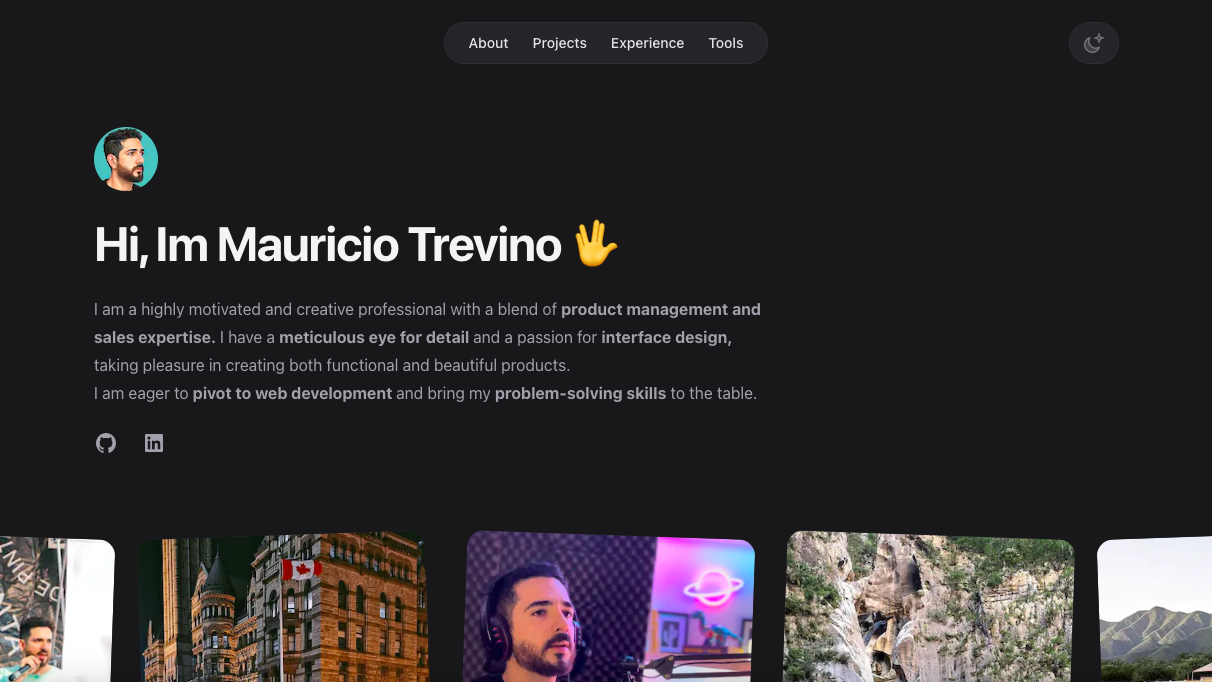 About Projects Experience Tools
Hi, Im Mauricio Trevino 🖖
I am a highly motivated and creative professional with a blend of product management and
sales expertise. I have a meticulous eye for detail and a passion for interface design,
taking pleasure in creating both functional and beautiful products.
I am eager to pivot to web development and bring my problem-solving skills to the table.
in